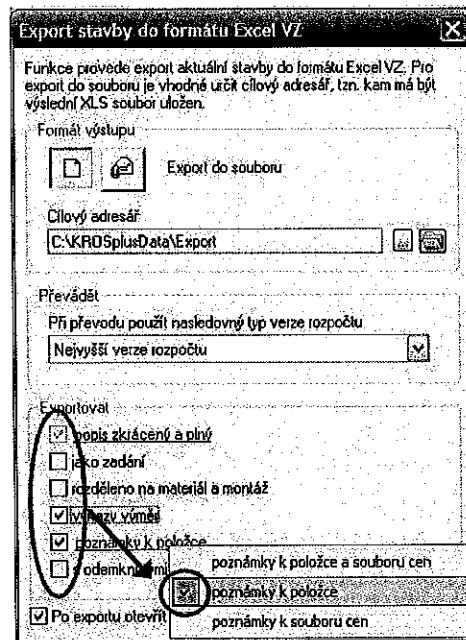 Export stavby do formátu Excel VZ
Funkce provede export aktuální stavby do formátu Excel VZ. Pro
export do souboru je vhodné určit cílový adresář, tzn. kam má být
výslední XLS soubor uložen.
Formát výstupu
Export do souboru
Cílový adresář
C:\KROSplusData\Export
Převádět
Při převodu použít nasledovný typ verze rozpočtu
Nejvyšší verze rozpočtu
Exportovat
popis zkrácený a plný
jako zadání
rozděleno na materiál a montáž
výkazy výměr
poznámky k položce
s odemknutými
poznámky k položce a souboru cen
poznámky k položce
Po exportu otevřít
poznámky k souboru cen